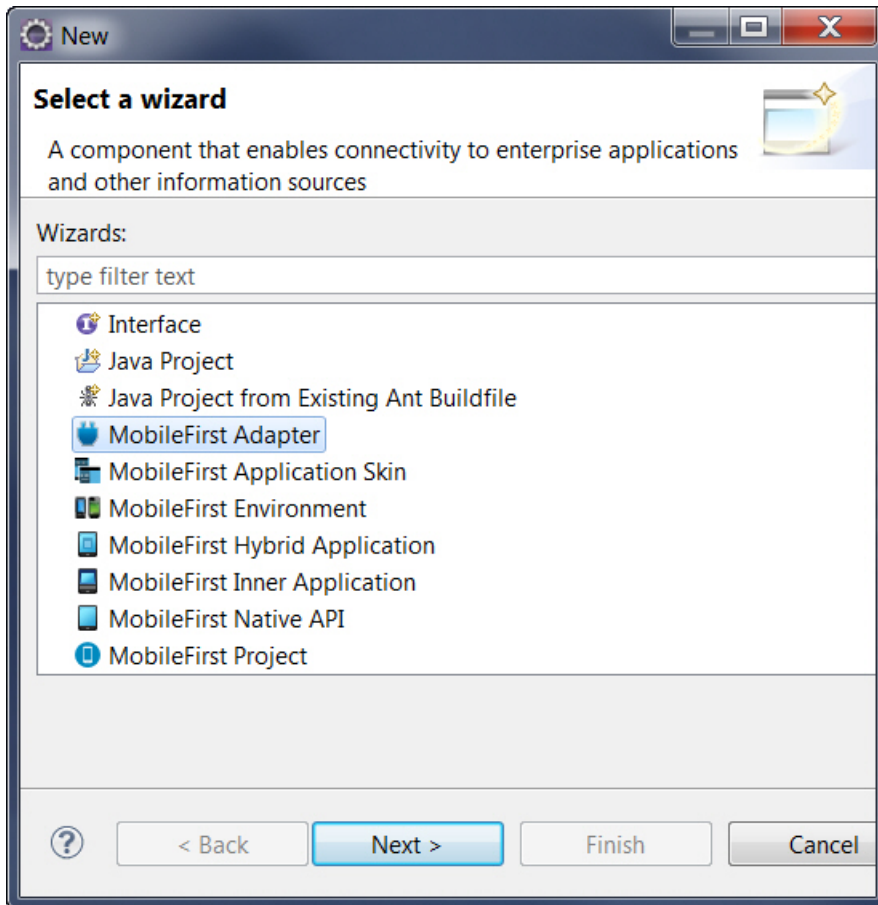 New
Select a wizard
A component that enables connectivity to enterprise applications
and other information sources
Wizards:
type filter text
Interface
Java Project
Java Project from Existing Ant Buildfile
MobileFirst Adapter
MobileFirst Application Skin
MobileFirst Environment
MobileFirst Hybrid Application
MobileFirst Inner Application
MobileFirst Native API
MobileFirst Project
? < Back Next > Finish Cancel